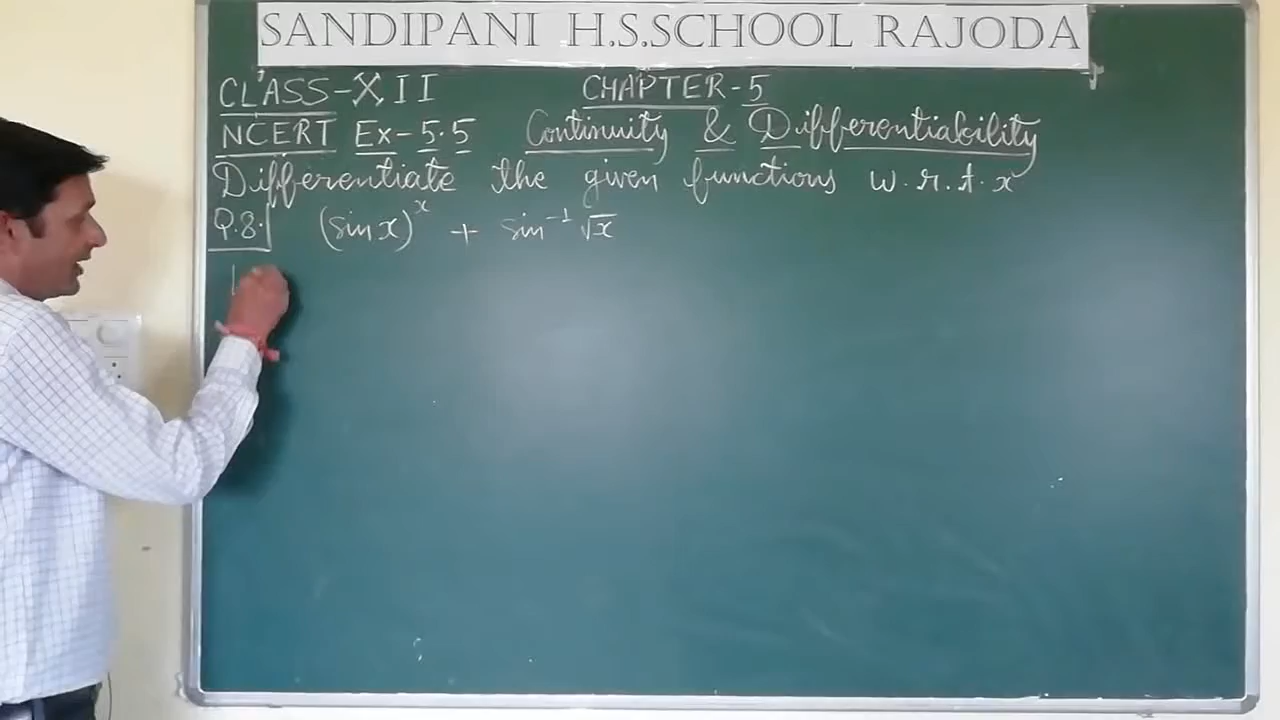 SANDIPANI H.S.SCHOOL RAJODA
CLASS-XII CHAPTER-5
NCERT Ex-5.5 Continuity & Differentiability
Differentiate the given functions w.r.t.x
Q.8. (sin x)^x + sin⁻¹ √x